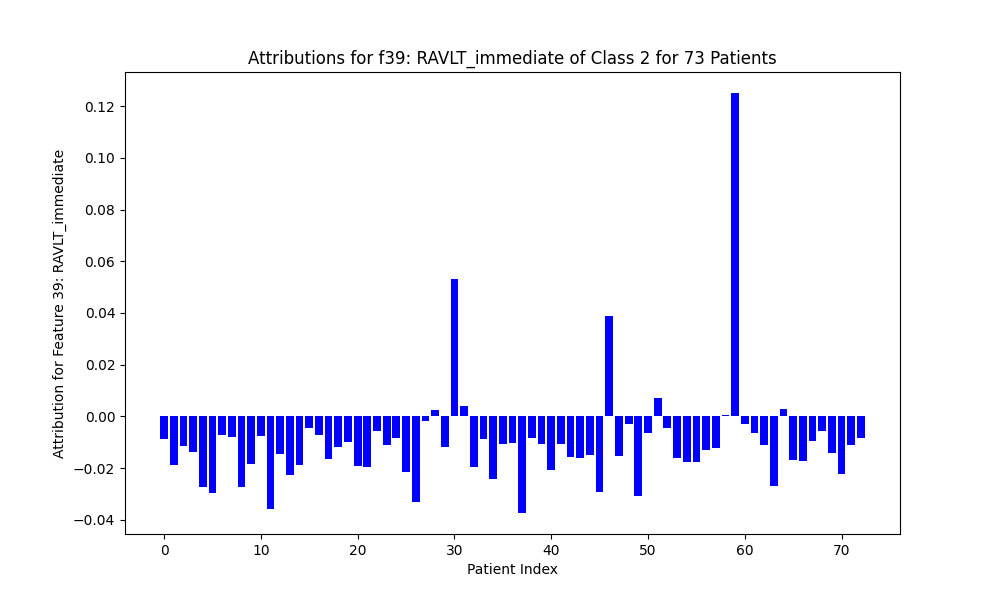 Attributions for f39: RAVLT_immediate of Class 2 for 73 Patients
Attribution for Feature 39: RAVLT_immediate
0.12
0.10
0.08
0.06
0.04
0.02
0.00
−0.02
−0.04
0 10 20 30 40 50 60 70
Patient Index